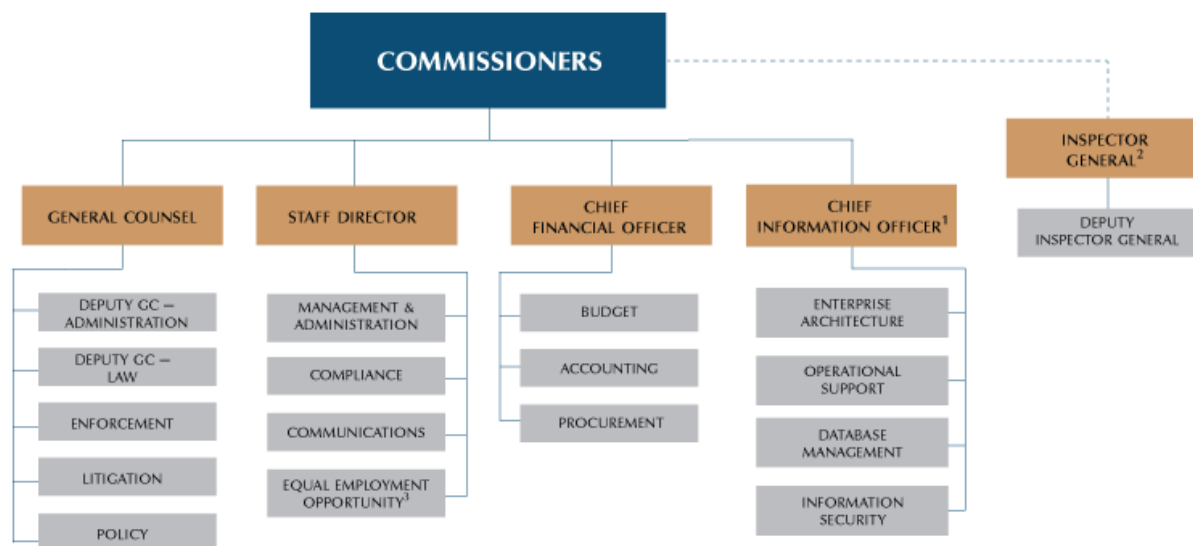 COMMISSIONERS
INSPECTOR
GENERAL²
DEPUTY
INSPECTOR GENERAL
GENERAL COUNSEL
DEPUTY GC –
ADMINISTRATION
DEPUTY GC –
LAW
ENFORCEMENT
LITIGATION
POLICY
STAFF DIRECTOR
MANAGEMENT &
ADMINISTRATION
COMPLIANCE
COMMUNICATIONS
EQUAL EMPLOYMENT
OPPORTUNITY³
CHIEF
FINANCIAL OFFICER
BUDGET
ACCOUNTING
PROCUREMENT
CHIEF
INFORMATION OFFICER¹
ENTERPRISE
ARCHITECTURE
OPERATIONAL
SUPPORT
DATABASE
MANAGEMENT
INFORMATION
SECURITY